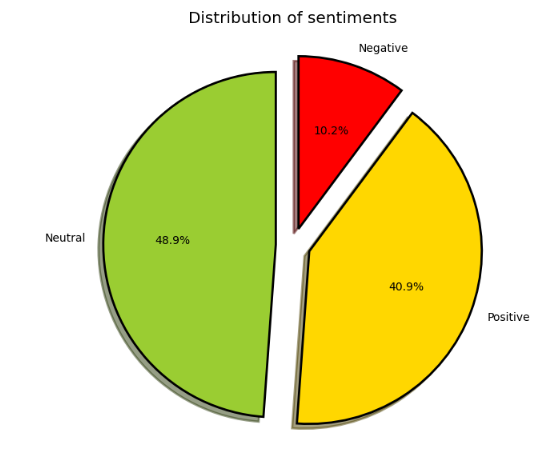 Distribution of sentiments
Negative
10.2%
Neutral
48.9%
40.9%
Positive